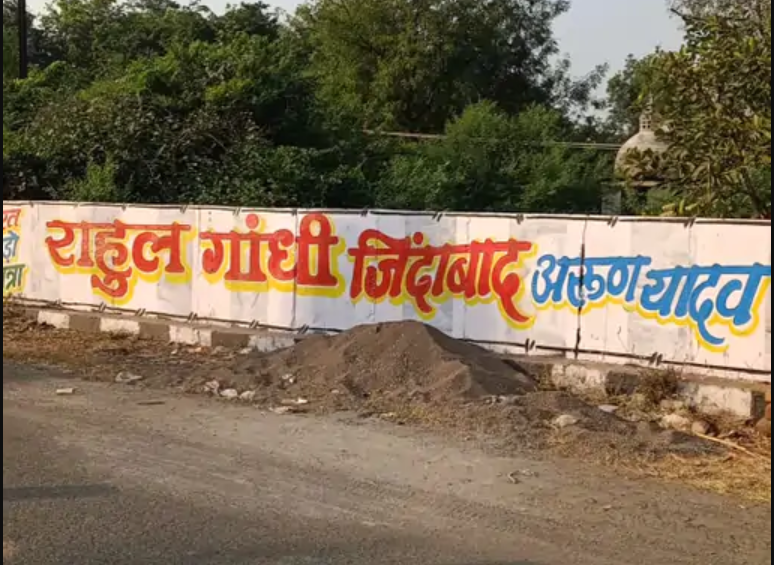 राहुल गांधी जिंदाबाद अरूण यादव